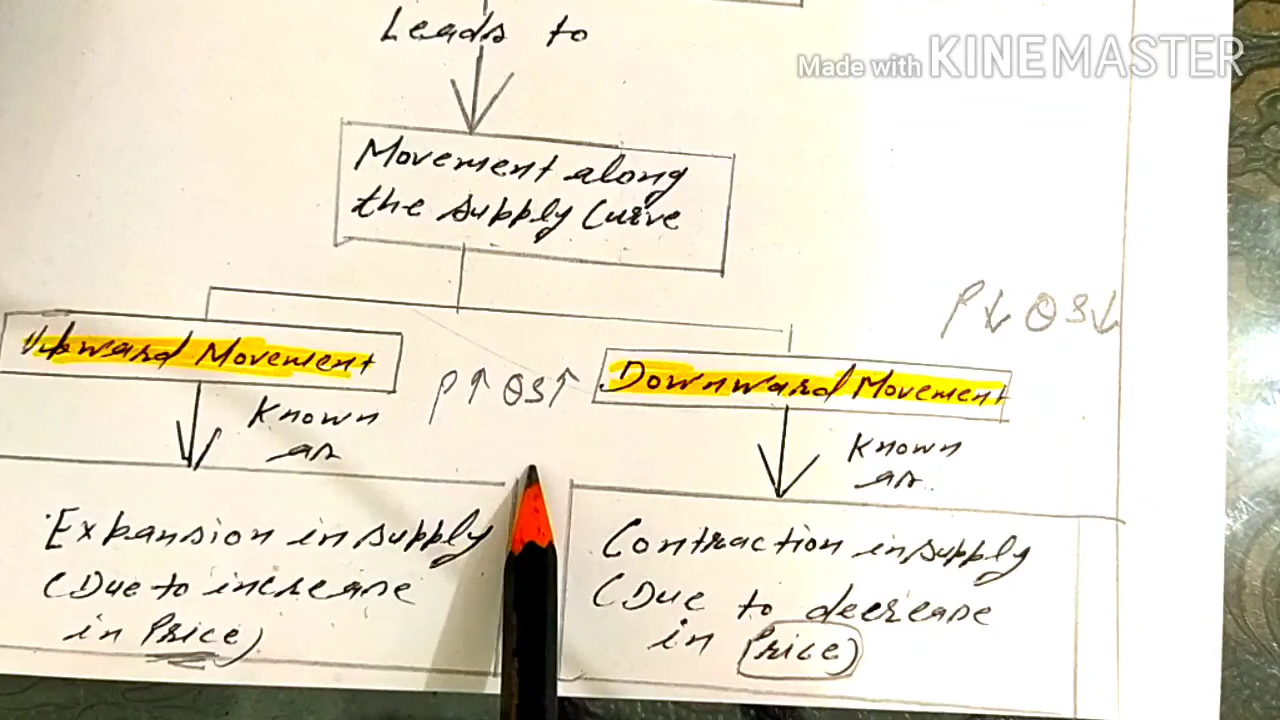 Leads to
Made with KINEMASTER
Movement along
the supply Curve
P↓ QS↓
Upward Movement
P↑ QS↑
Downward Movement
Known
as
Known
as
Expansion in supply
(Due to increase
in Price)
Contraction in supply
(Due to decrease
in Price)